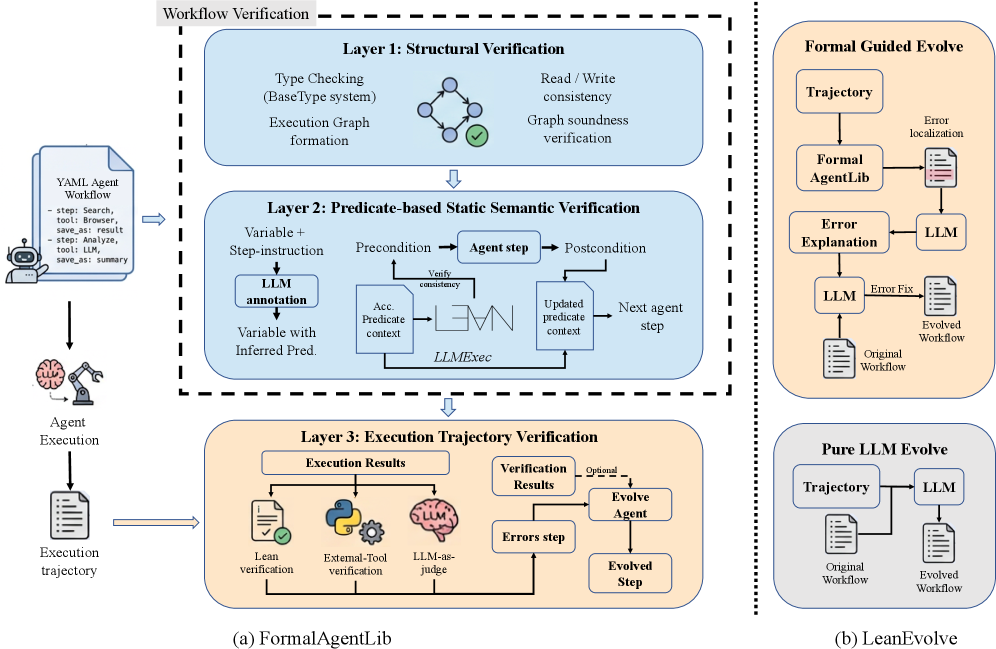 Workflow Verification
Layer 1: Structural Verification
Type Checking
(BaseType system)
Execution Graph
formation
Read / Write
consistency
Graph soundness
verification
YAML Agent
Workflow
- step: Search,
tool: Browser,
save_as: result
- step: Analyze,
tool: LLM,
save_as: summary
Layer 2: Predicate-based Static Semantic Verification
Variable +
Step-instruction
LLM
annotation
Variable with
Inferred Pred.
Precondition
Agent step
Postcondition
Verify
consistency
Acc.
Predicate
context
LEAN
Updated
predicate
context
Next agent
step
LLMExec
Agent
Execution
Execution
trajectory
Layer 3: Execution Trajectory Verification
Execution Results
Lean
verification
External-Tool
verification
LLM
LLM-as-
judge
Verification
Results
Optional
Evolve
Agent
Errors step
Evolved
Step
(a) FormalAgentLib
Formal Guided Evolve
Trajectory
Error
localization
Formal
AgentLib
Error
Explanation
LLM
LLM
Error Fix
Evolved
Workflow
Original
Workflow
Pure LLM Evolve
Trajectory
LLM
Original
Workflow
Evolved
Workflow
(b) LeanEvolve